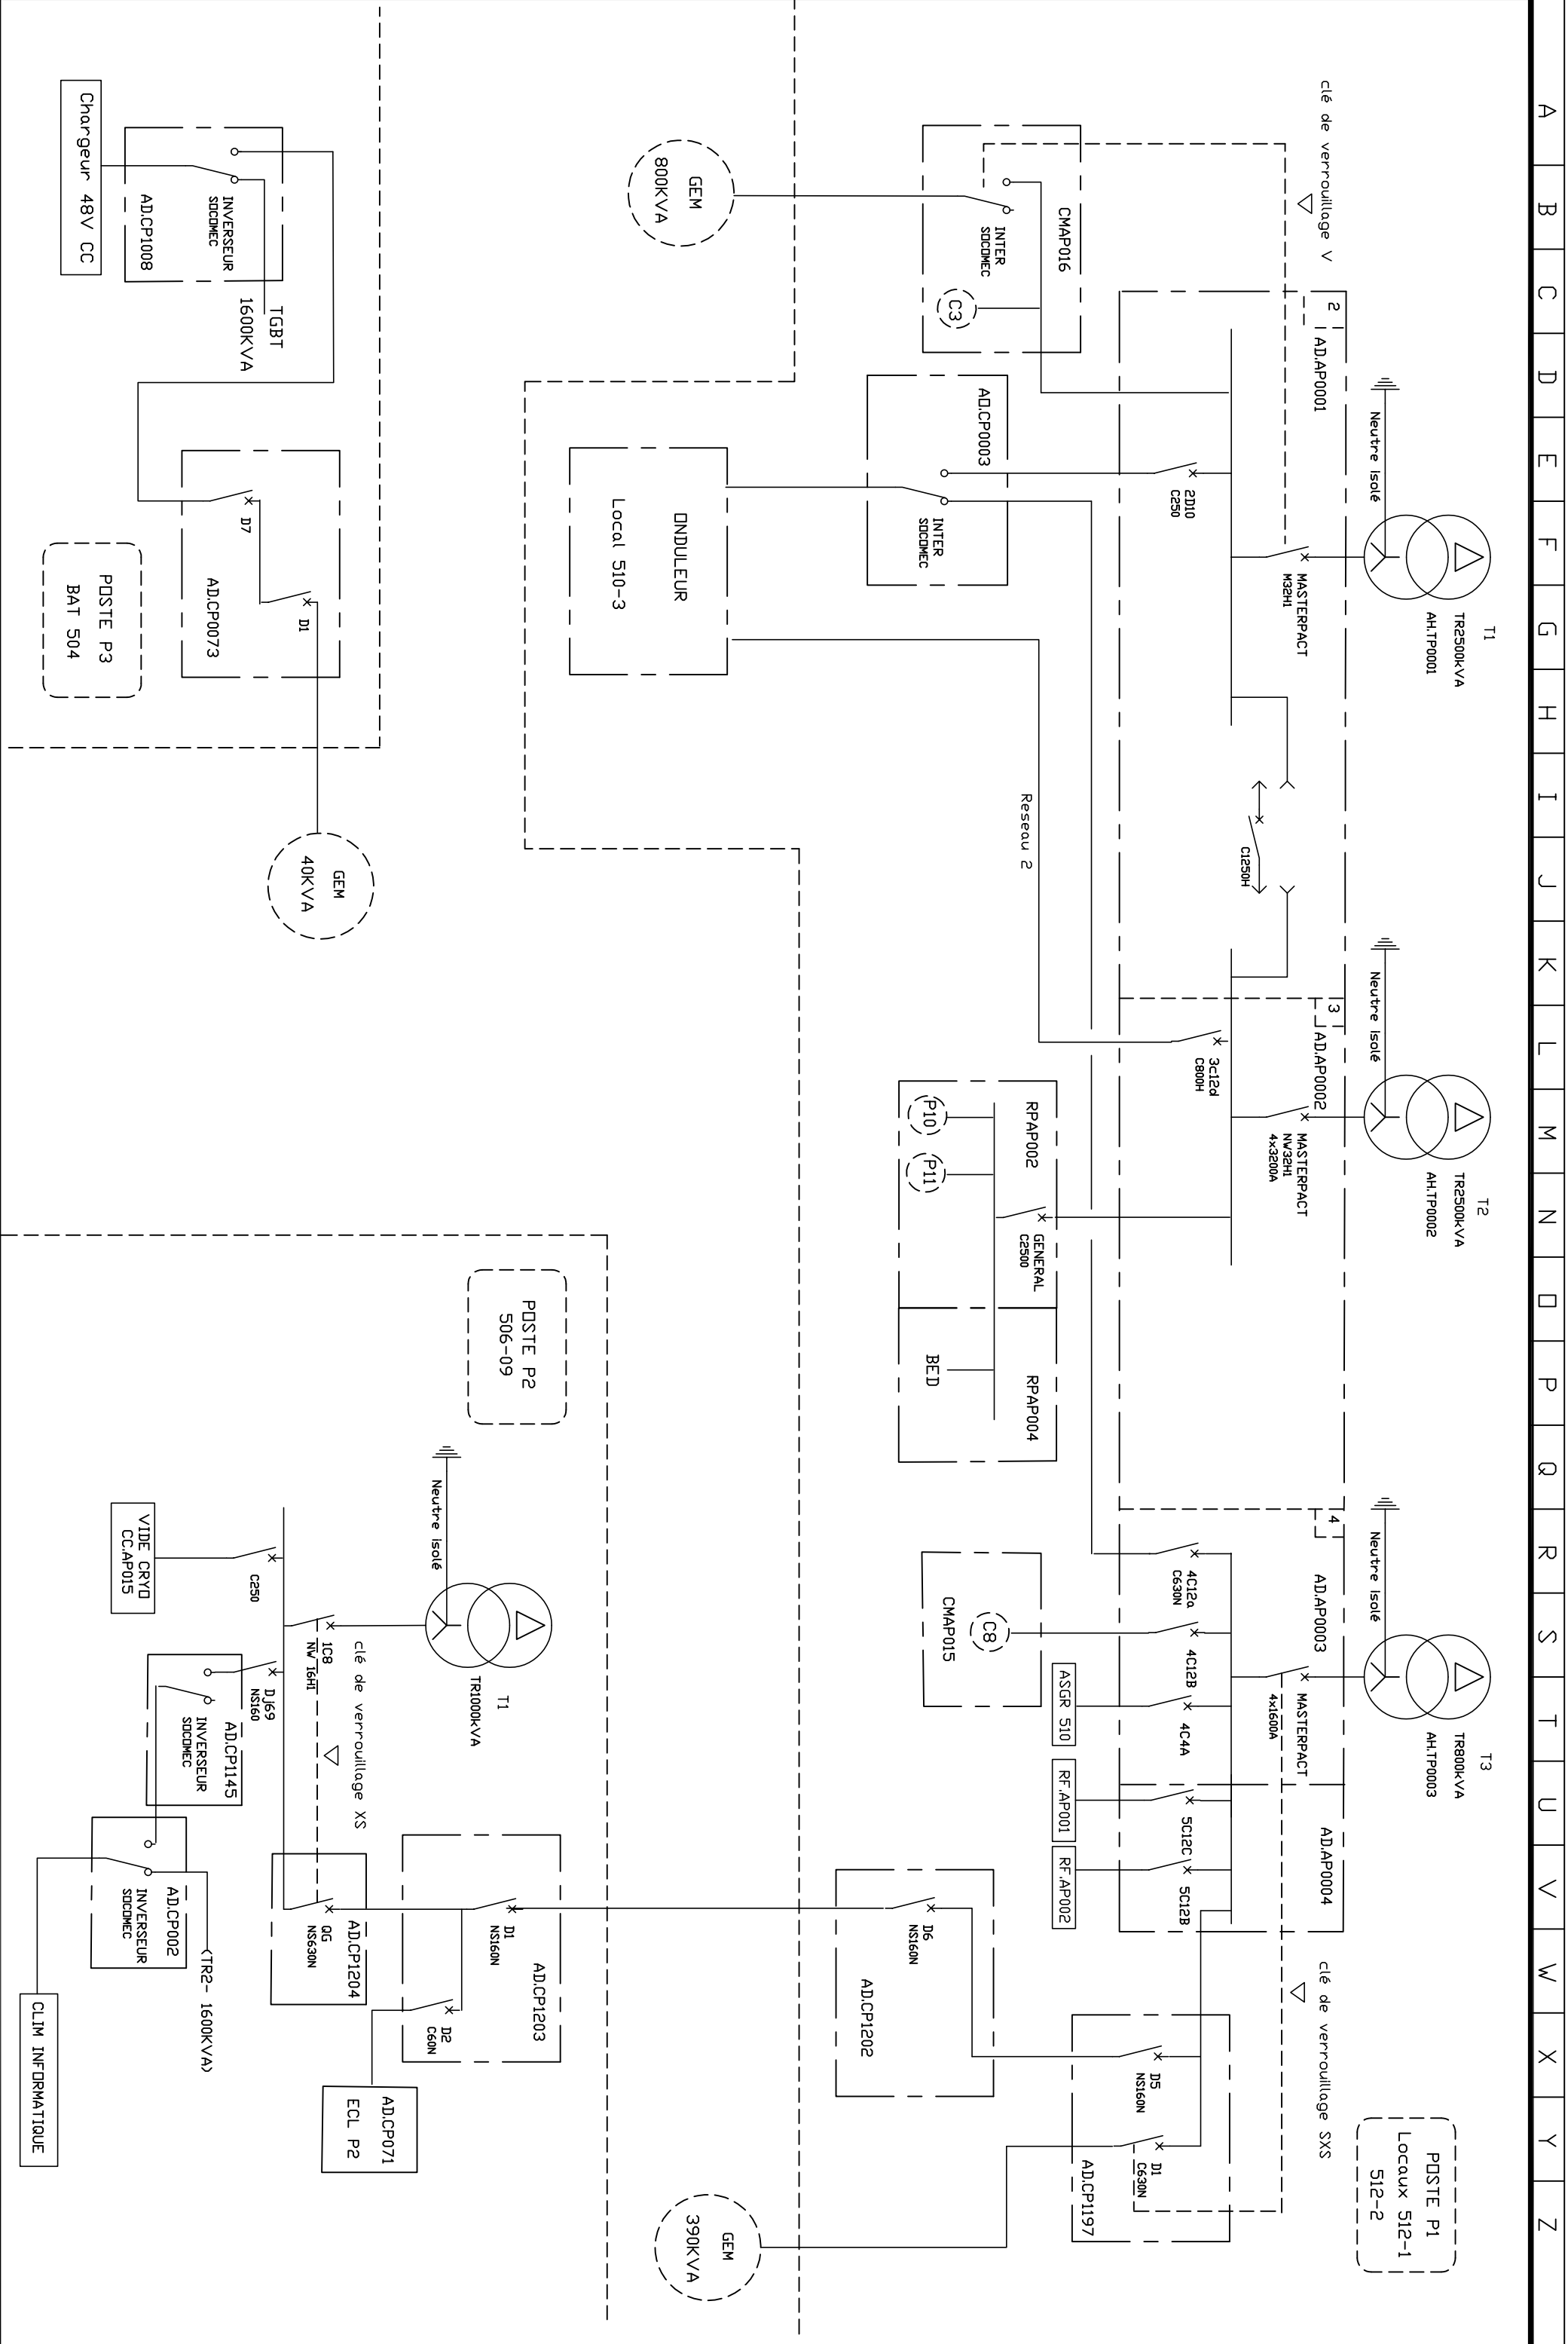 A
B
C
D
E
F
G
H
I
J
K
L
M
N
O
P
Q
R
S
T
U
V
W
X
Y
Z
clé de verrouillage V
2
AD.AP0001
Neutre isolé
T1
TR2500kVA
AH.TP0001
MASTERPACT
M32H1
2D10
C250
C1250H
CMAP016
INTER
SOCOMEC
C3
GEM
800KVA
AD.CP0003
INTER
SOCOMEC
ONDULEUR
Local 510-3
Reseau 2
3
AD.AP0002
Neutre isolé
T2
TR2500kVA
AH.TP0002
MASTERPACT
NW32H1
4x3200A
3c12d
C800H
RPAP002
P10
P11
GENERAL
C2500
RPAP004
BED
4
AD.AP0003
Neutre isolé
T3
TR800kVA
AH.TP0003
MASTERPACT
4x1600A
4C12a
C630N
4C12B
4C4A
5C12C
5C12B
AD.AP0004
CMAP015
C8
ASGR 510
RF.AP001
RF.AP002
clé de verrouillage SXS
POSTE P1
Locaux 512-1
512-2
D5
NS160N
D1
C630N
AD.CP1197
D6
NS160N
AD.CP1202
GEM
390KVA
Chargeur 48V CC
AD.CP1008
INVERSEUR
SOCOMEC
TGBT
1600KVA
D7
D1
AD.CP0073
POSTE P3
BAT 504
GEM
40KVA
POSTE P2
506-09
Neutre isolé
T1
TR1000kVA
clé de verrouillage XS
1C8
NW 16H1
C250
VIDE CRYO
CC.AP015
Dj69
NS160
AD.CP1145
INVERSEUR
SOCOMEC
AD.CP002
INVERSEUR
SOCOMEC
(TR2- 1600KVA)
CLIM INFORMATIQUE
QG
NS630N
AD.CP1204
D1
NS160N
AD.CP1203
D2
C60N
AD.CP071
ECL P2